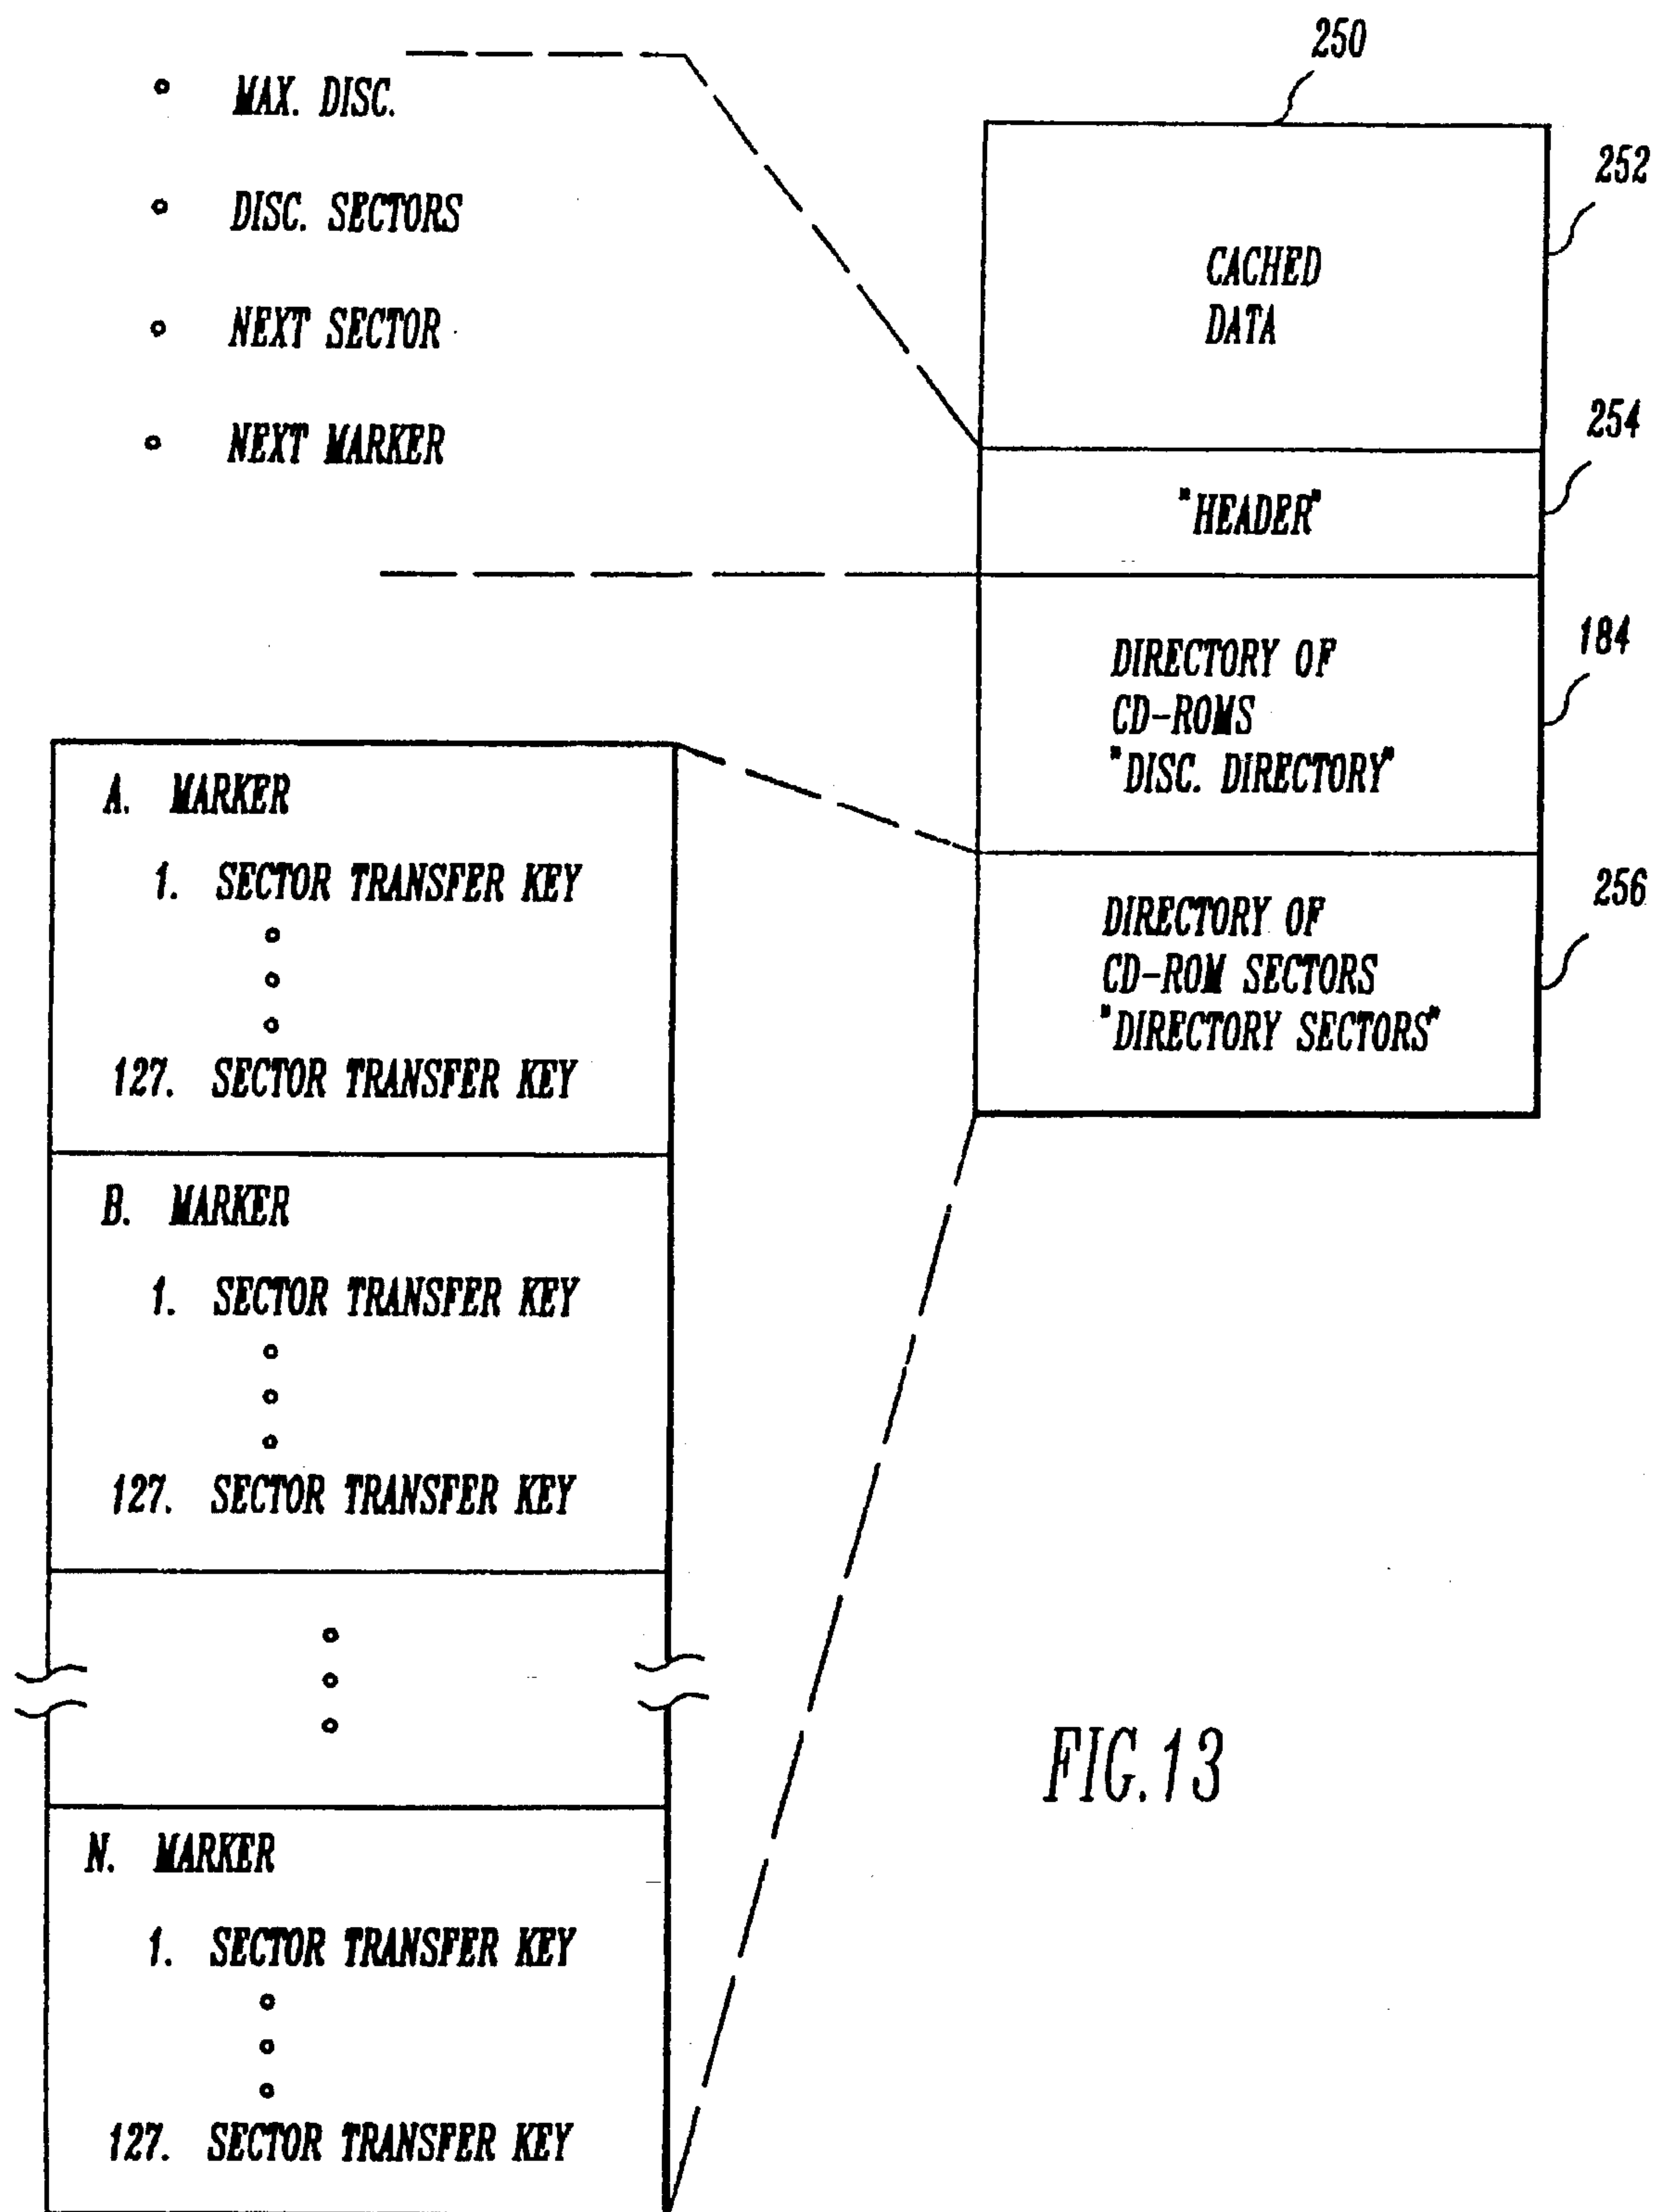 MAX. DISC.
DISC. SECTORS
NEXT SECTOR
NEXT MARKER
250
CACHED
DATA
252
"HEADER"
254
DIRECTORY OF
CD-ROMS
"DISC. DIRECTORY"
184
DIRECTORY OF
CD-ROM SECTORS
"DIRECTORY SECTORS"
256
A. MARKER
1. SECTOR TRANSFER KEY
127. SECTOR TRANSFER KEY
B. MARKER
1. SECTOR TRANSFER KEY
127. SECTOR TRANSFER KEY
N. MARKER
1. SECTOR TRANSFER KEY
127. SECTOR TRANSFER KEY
FIG.13